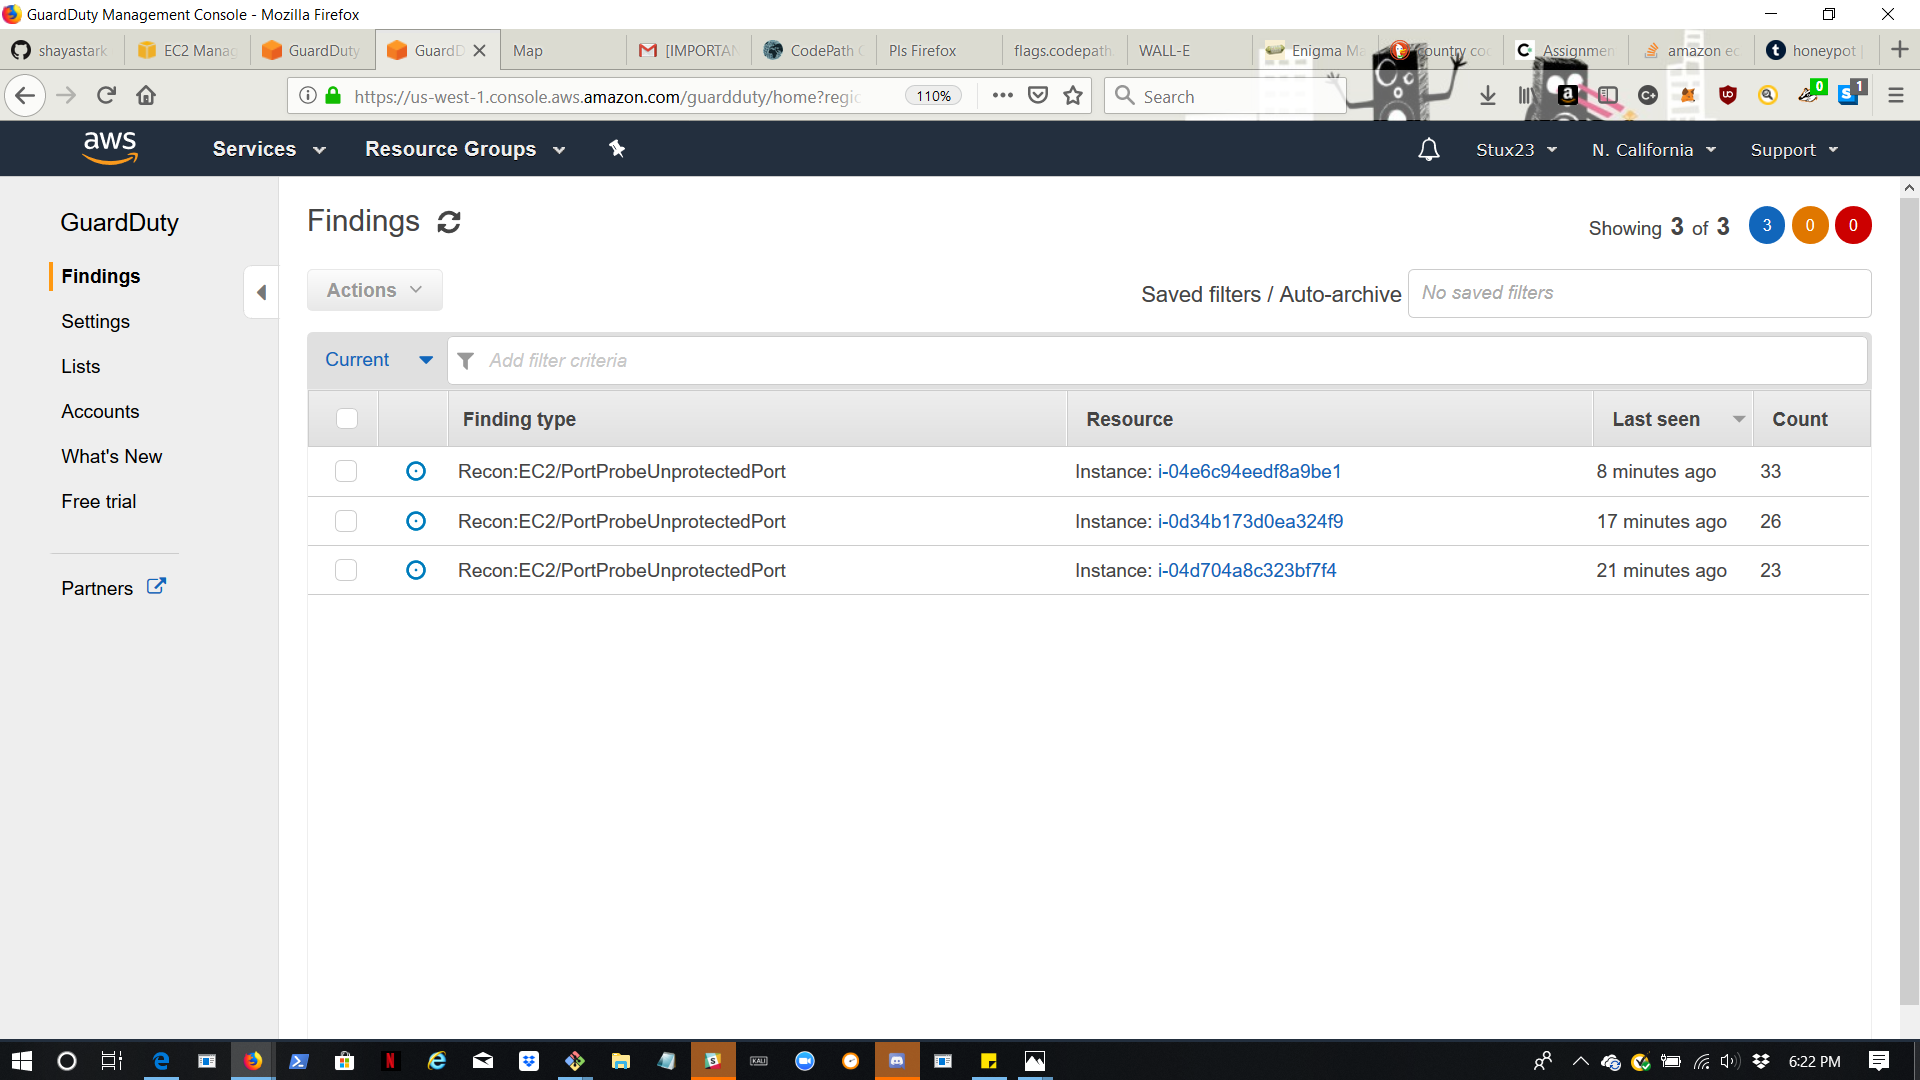 GuardDuty Management Console - Mozilla Firefox
shayastark
EC2 Manag
GuardDuty
GuardD
Map
[IMPORTAN
CodePath
Pls Firefox
flags.codepath.
WALL-E
Enigma Ma
country co
Assignmen
amazon ec
honeypot
https://us-west-1.console.aws.amazon.com/guardduty/home?regio
110%
Search
0
1
aws
Services
Resource Groups
Stux23
N. California
Support
GuardDuty
Findings
Settings
Lists
Accounts
What's New
Free trial
Partners
Findings
Showing 3 of 3
3
0
0
Actions
Saved filters / Auto-archive
No saved filters
Current
Add filter criteria
Finding type Resource Last seen Count
Recon:EC2/PortProbeUnprotectedPort Instance: i-04e6c94eedf8a9be1 8 minutes ago 33
Recon:EC2/PortProbeUnprotectedPort Instance: i-0d34b173d0ea324f9 17 minutes ago 26
Recon:EC2/PortProbeUnprotectedPort Instance: i-04d704a8c323bf7f4 21 minutes ago 23
6:22 PM